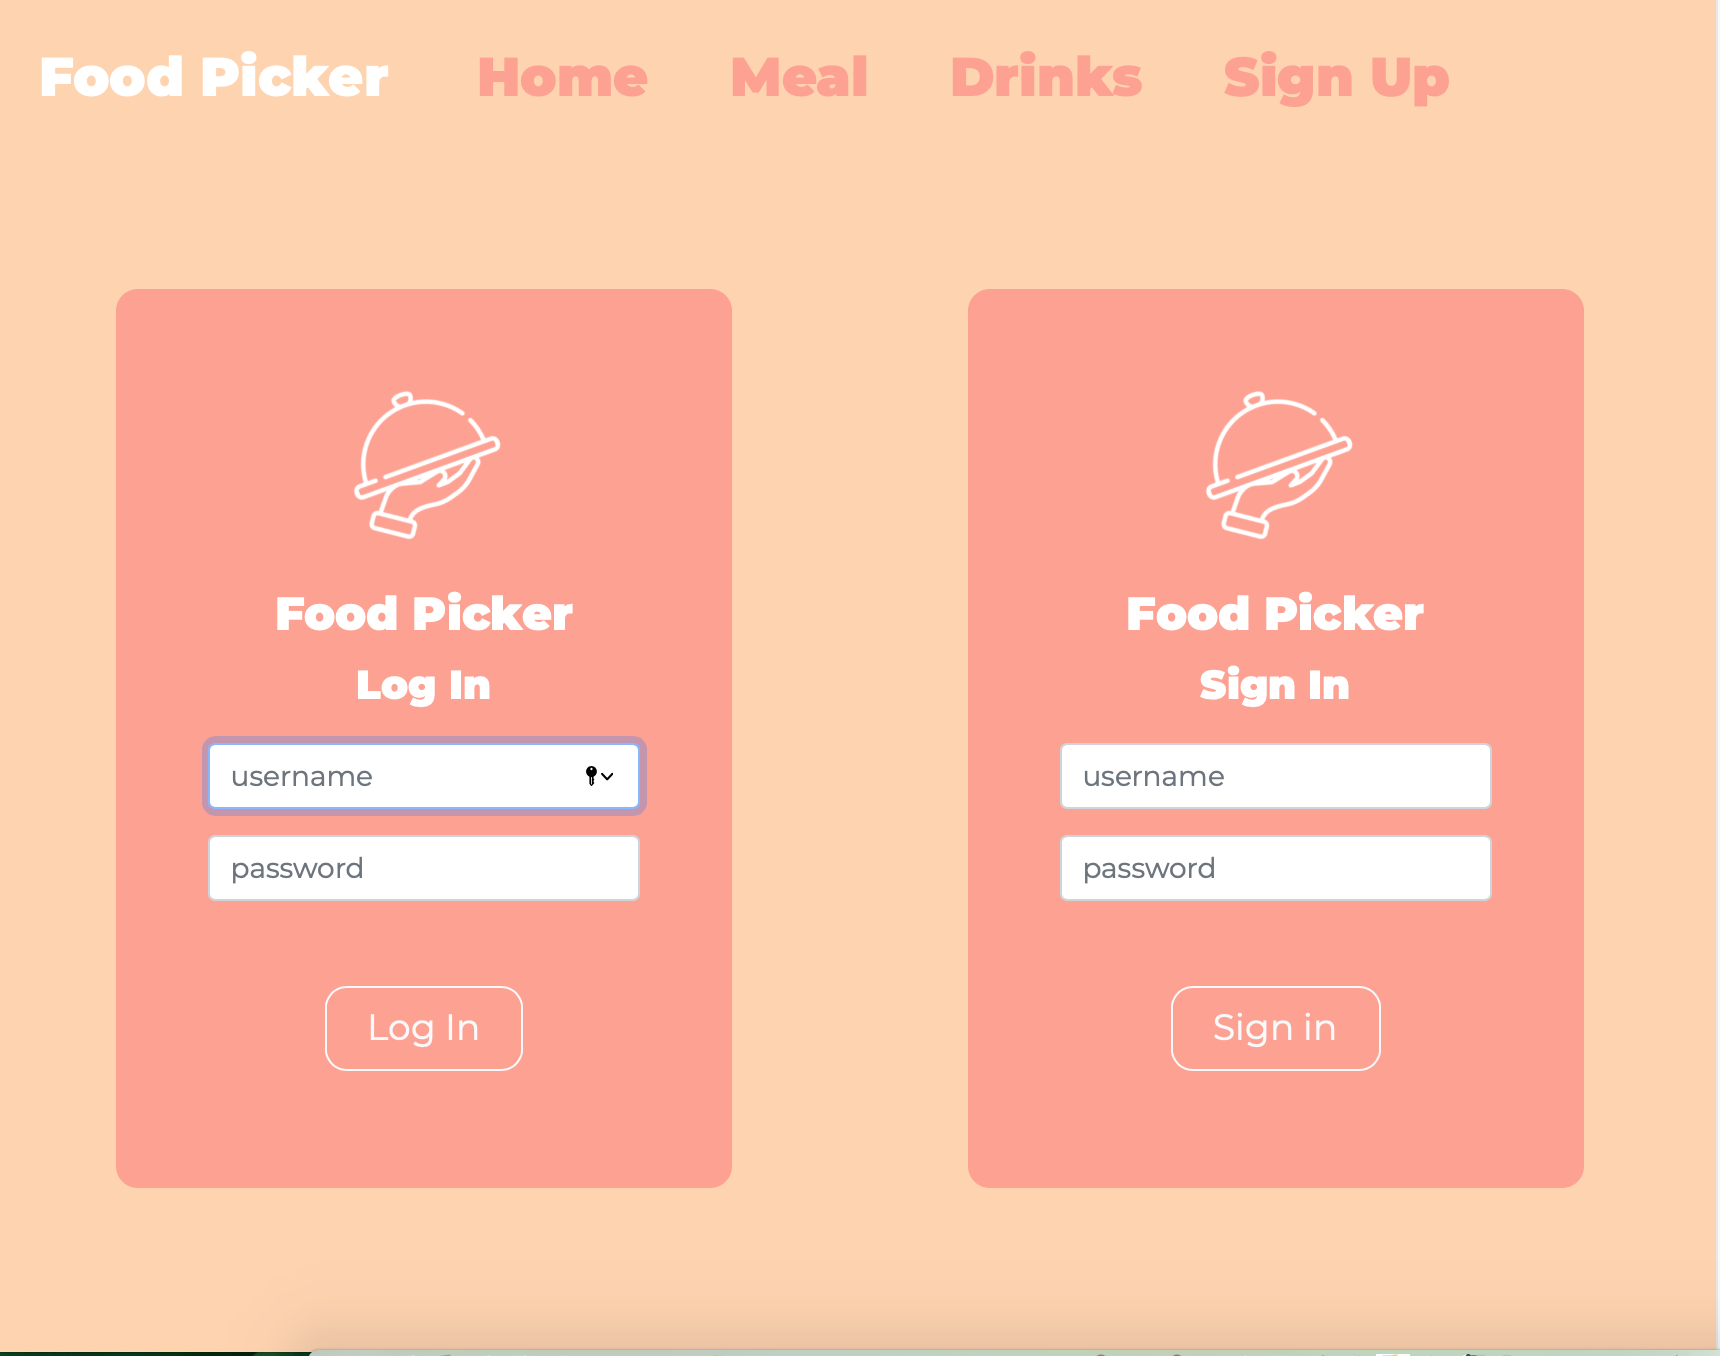 Food Picker Home Meal Drinks Sign Up
Food Picker
Log In
username
password
Log In
Food Picker
Sign In
username
password
Sign in